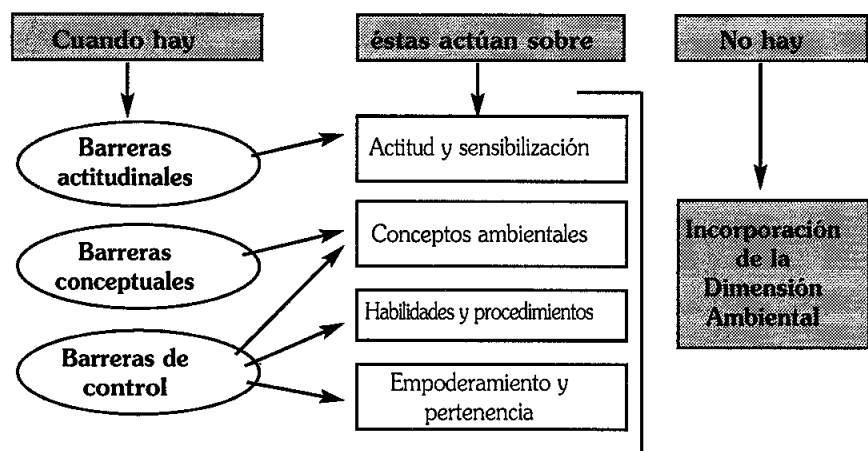 Cuando hay
éstas actúan sobre
No hay
Barreras
actitudinales
Actitud y sensibilización
Barreras
conceptuales
Conceptos ambientales
Barreras de
control
Habilidades y procedimientos
Empoderamiento y
pertenencia
Incorporación
de la
Dimensión
Ambiental